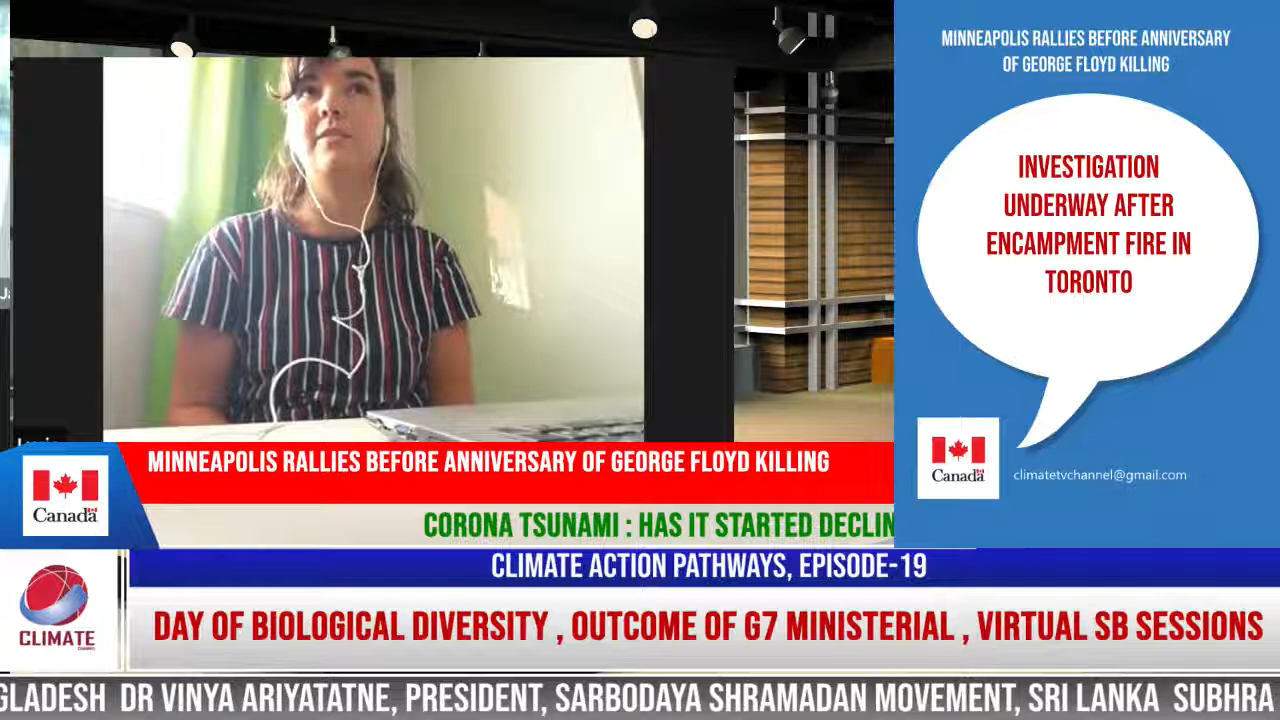 MINNEAPOLIS RALLIES BEFORE ANNIVERSARY
OF GEORGE FLOYD KILLING
INVESTIGATION
UNDERWAY AFTER
ENCAMPMENT FIRE IN
TORONTO
Canada
climatetvchannel@gmail.com
MINNEAPOLIS RALLIES BEFORE ANNIVERSARY OF GEORGE FLOYD KILLING
Canada
CORONA TSUNAMI : HAS IT STARTED DECLIN
CLIMATE ACTION PATHWAYS, EPISODE-19
CLIMATE
CHANNEL
DAY OF BIOLOGICAL DIVERSITY , OUTCOME OF G7 MINISTERIAL , VIRTUAL SB SESSIONS
GLADESH DR VINYA ARIYATATNE, PRESIDENT, SARBODAYA SHRAMADAN MOVEMENT, SRI LANKA SUBHRA